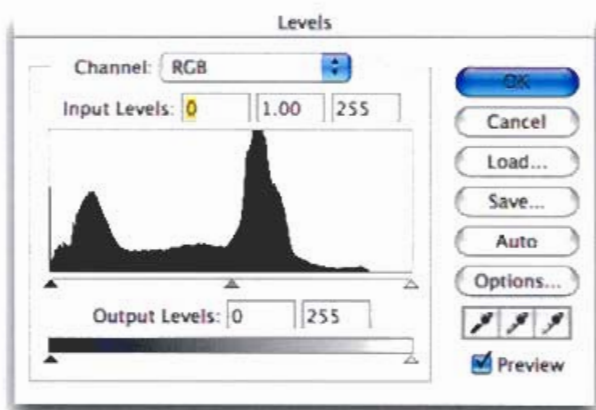 Levels
Channel: RGB
Input Levels: 0 1.00 255
Output Levels: 0 255
OK
Cancel
Load...
Save...
Auto
Options...
Preview